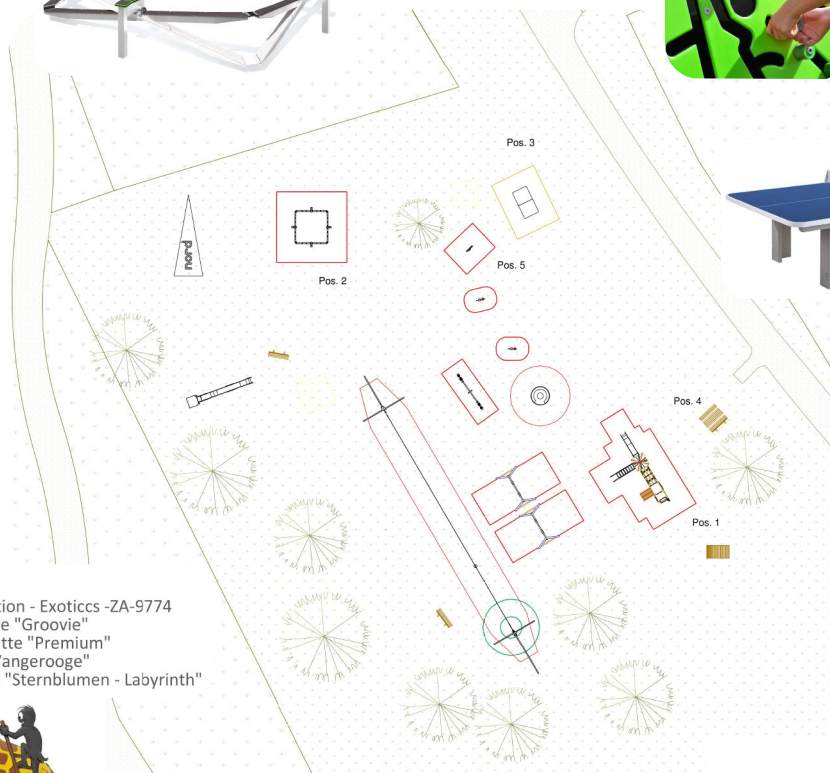 Pos. 3
nord
Pos. 5
Pos. 2
Pos. 4
Pos. 1
tion - Exoticcs -ZA-9774
e "Groovie"
tte "Premium"
angerooge"
"Sternblumen - Labyrinth"